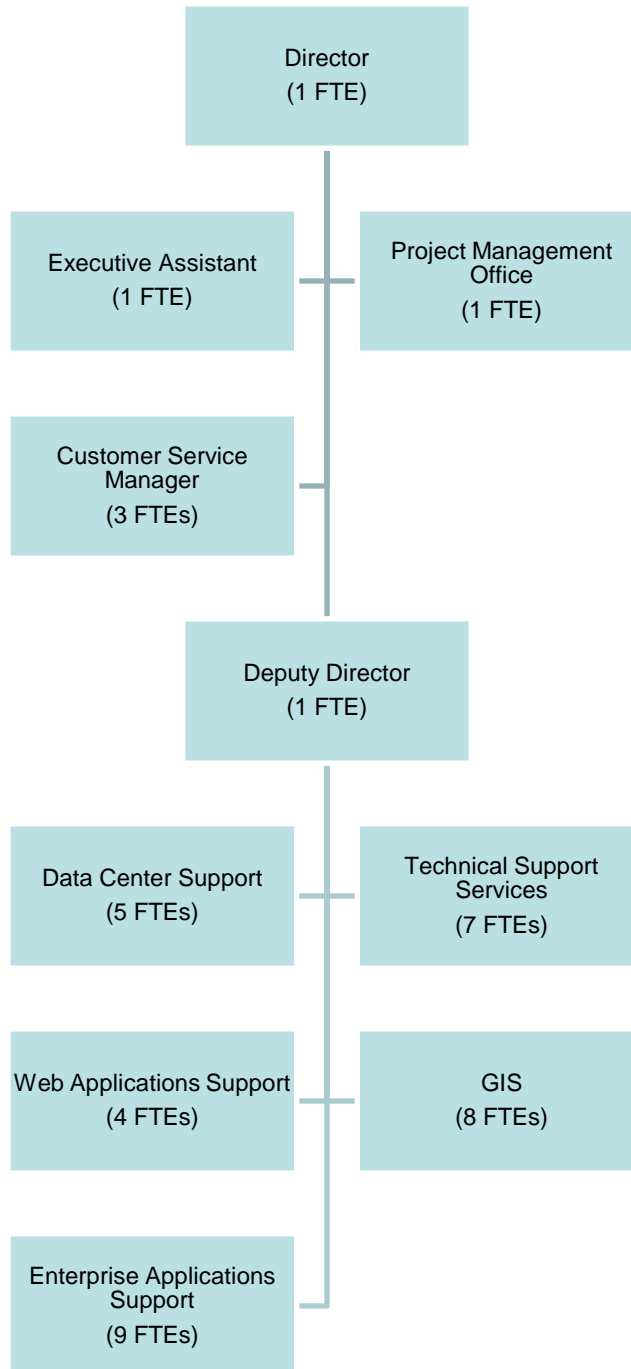 Director
(1 FTE)
Executive Assistant
(1 FTE)
Project Management
Office
(1 FTE)
Customer Service
Manager
(3 FTEs)
Deputy Director
(1 FTE)
Data Center Support
(5 FTEs)
Technical Support
Services
(7 FTEs)
Web Applications Support
(4 FTEs)
GIS
(8 FTEs)
Enterprise Applications
Support
(9 FTEs)